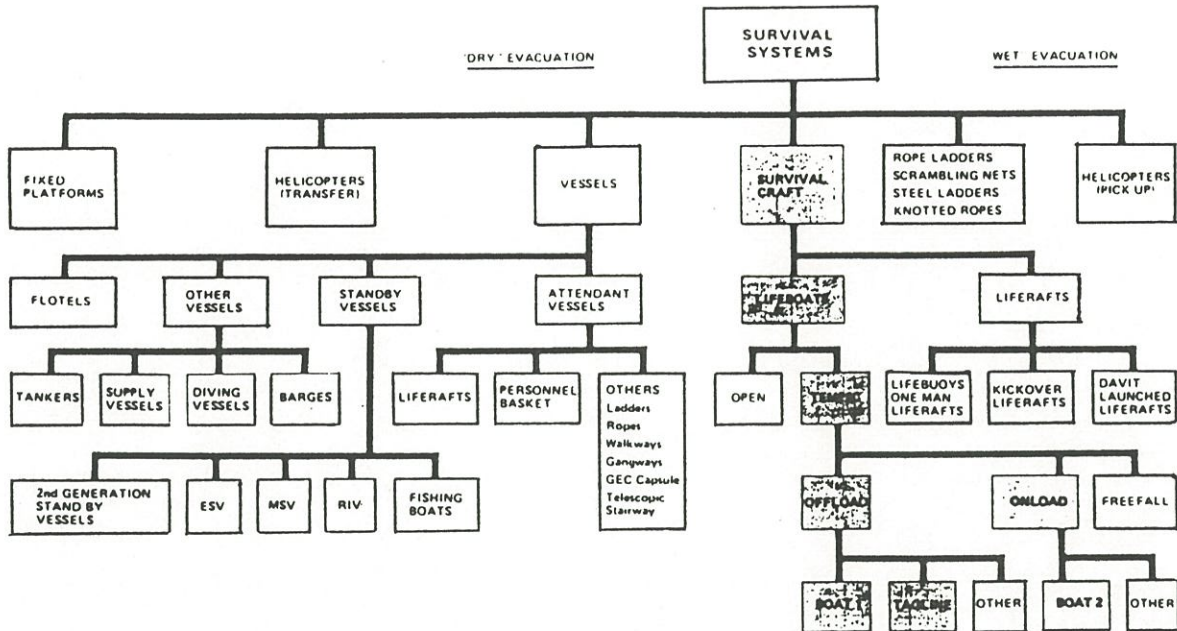 SURVIVAL
SYSTEMS
'DRY' EVACUATION
WET EVACUATION
FIXED
PLATFORMS
HELICOPTERS
(TRANSFER)
VESSELS
SURVIVAL
CRAFT
ROPE LADDERS
SCRAMBLING NETS
STEEL LADDERS
KNOTTED ROPES
HELICOPTERS
(PICK UP)
FLOTELS
OTHER
VESSELS
STANDBY
VESSELS
ATTENDANT
VESSELS
LIFEBOATS
LIFERAFTS
TANKERS
SUPPLY
VESSELS
DIVING
VESSELS
BARGES
LIFERAFTS
PERSONNEL
BASKET
OTHERS
Ladders
Ropes
Walkways
Gangways
GEC Capsule
Telescopic
Stairway
OPEN
LIFEBUOYS
ONE MAN
LIFERAFTS
KICKOVER
LIFERAFTS
DAVIT
LAUNCHED
LIFERAFTS
2nd GENERATION
STAND BY
VESSELS
ESV
MSV
RIV
FISHING
BOATS
OFFLOAD
ONLOAD
FREEFALL
BOAT 1
TAGLINE
OTHER
BOAT 2
OTHER